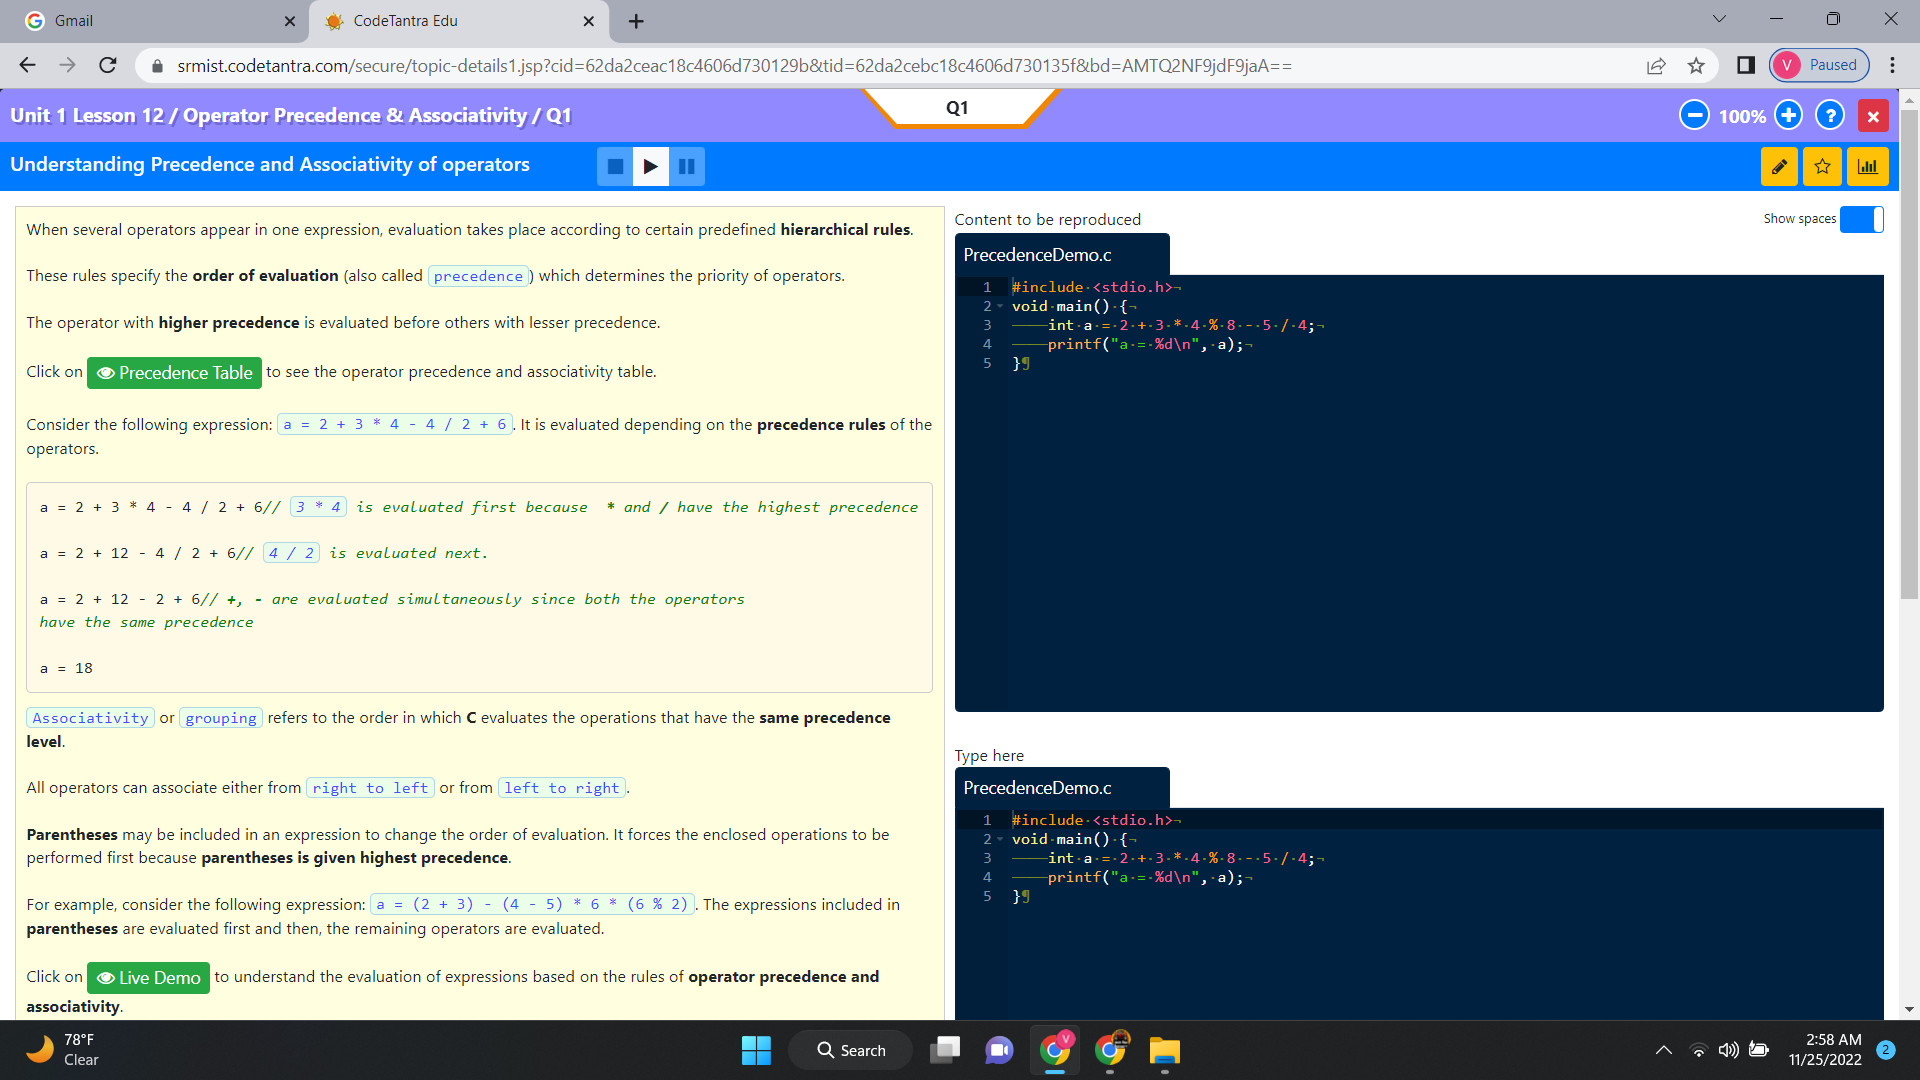 Gmail
CodeTantra Edu
srmist.codetantra.com/secure/topic-details1.jsp?cid=62da2ceac18c4606d730129b&tid=62da2cebc18c4606d730135f&bd=AMTQ2NF9jdF9jaA==
V Paused
Unit 1 Lesson 12 / Operator Precedence & Associativity / Q1
Q1
100%
?
Understanding Precedence and Associativity of operators
When several operators appear in one expression, evaluation takes place according to certain predefined hierarchical rules.
These rules specify the order of evaluation (also called precedence) which determines the priority of operators.
The operator with higher precedence is evaluated before others with lesser precedence.
Click on Precedence Table to see the operator precedence and associativity table.
Consider the following expression: a = 2 + 3 * 4 - 4 / 2 + 6. It is evaluated depending on the precedence rules of the
operators.
a = 2 + 3 * 4 - 4 / 2 + 6// 3 * 4 is evaluated first because * and / have the highest precedence
a = 2 + 12 - 4 / 2 + 6// 4 / 2 is evaluated next.
a = 2 + 12 - 2 + 6// +, - are evaluated simultaneously since both the operators
have the same precedence
a = 18
Associativity or grouping refers to the order in which C evaluates the operations that have the same precedence
level.
All operators can associate either from right to left or from left to right.
Parentheses may be included in an expression to change the order of evaluation. It forces the enclosed operations to be
performed first because parentheses is given highest precedence.
For example, consider the following expression: a = (2 + 3) - (4 - 5) * 6 * (6 % 2). The expressions included in
parentheses are evaluated first and then, the remaining operators are evaluated.
Click on Live Demo to understand the evaluation of expressions based on the rules of operator precedence and
associativity.
Content to be reproduced
Show spaces
PrecedenceDemo.c
1 #include·<stdio.h>¬
2 void·main()·{¬
3 ————int·a·=·2·+·3·*·4·%·8·-·5·/·4;¬
4 ————printf("a·=·%d\n",·a);¬
5 }¶
Type here
PrecedenceDemo.c
1 #include·<stdio.h>¬
2 void·main()·{¬
3 ————int·a·=·2·+·3·*·4·%·8·-·5·/·4;¬
4 ————printf("a·=·%d\n",·a);¬
5 }¶
78°F
Clear
Search
V
2:58 AM
11/25/2022
2